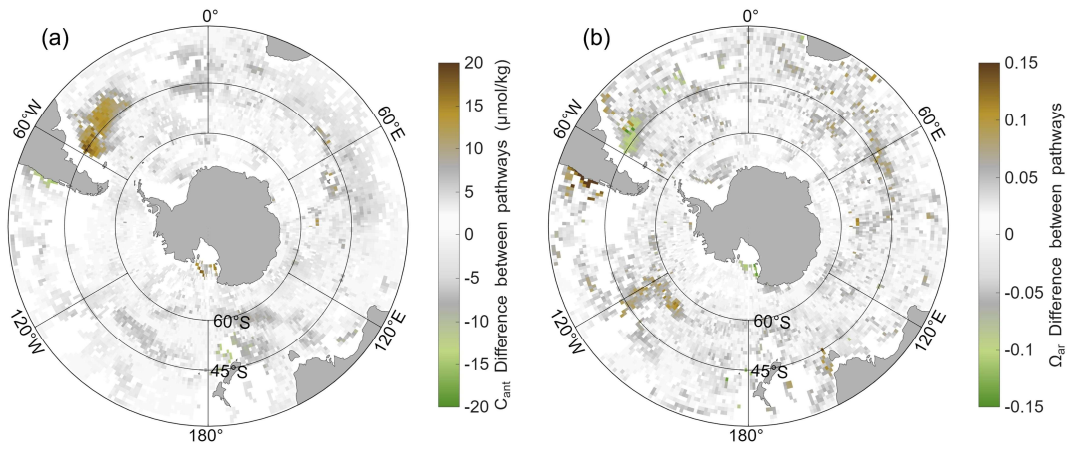 (a)
0°
60°W
60°E
120°W
120°E
60°S
45°S
180°
20
15
10
5
0
-5
-10
-15
-20
Cant Difference between pathways (μmol/kg)
(b)
0°
60°W
60°E
120°W
120°E
60°S
45°S
180°
0.15
0.1
0.05
0
-0.05
-0.1
-0.15
Ωar Difference between pathways